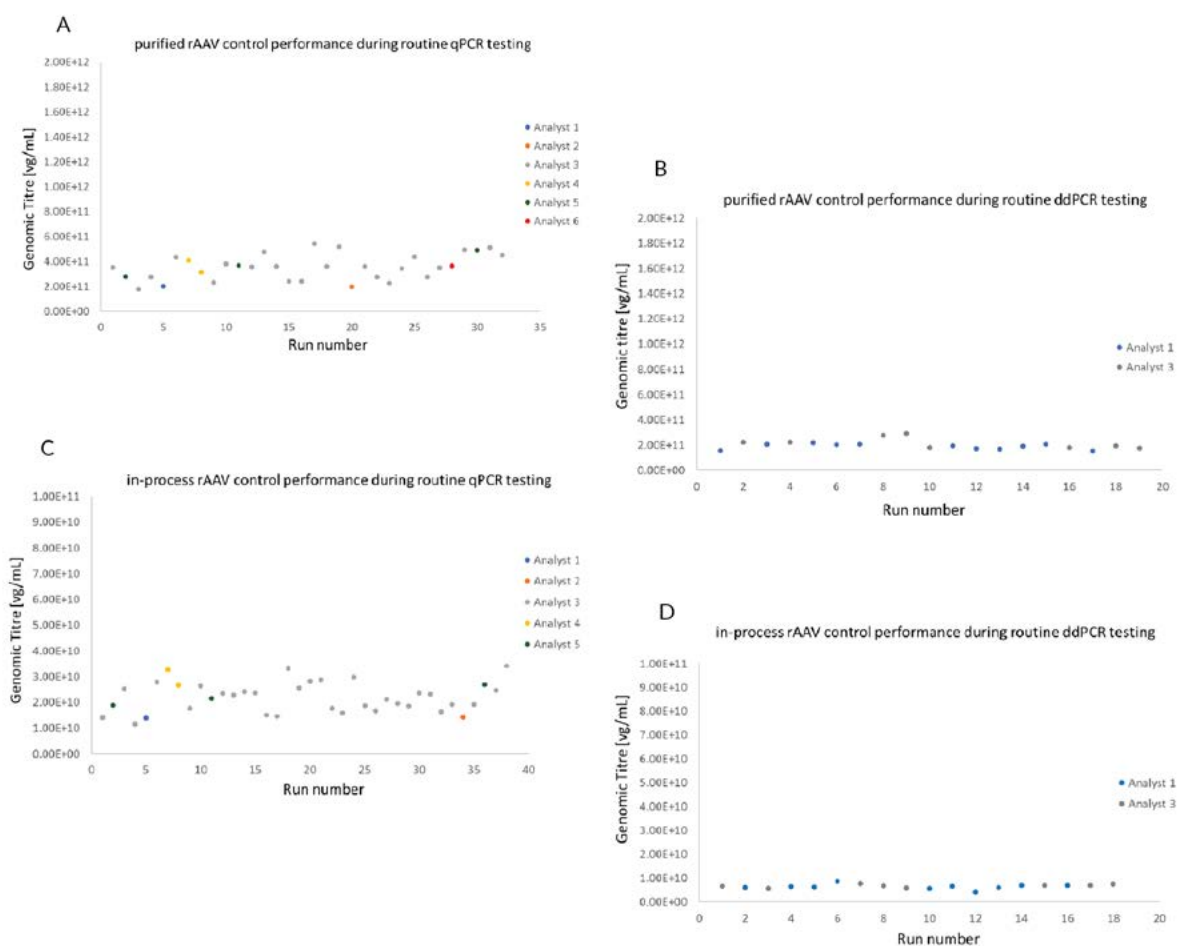 A
purified rAAV control performance during routine qPCR testing
Genomic Titre [vg/mL]
2.00E+12
1.80E+12
1.60E+12
1.40E+12
1.20E+12
1.00E+12
8.00E+11
6.00E+11
4.00E+11
2.00E+11
0.00E+00
0 5 10 15 20 25 30 35
Run number
Analyst 1
Analyst 2
Analyst 3
Analyst 4
Analyst 5
Analyst 6
B
purified rAAV control performance during routine ddPCR testing
Genomic titre [vg/mL]
2.00E+12
1.80E+12
1.60E+12
1.40E+12
1.20E+12
1.00E+12
8.00E+11
6.00E+11
4.00E+11
2.00E+11
0.00E+00
0 2 4 6 8 10 12 14 16 18 20
Run number
Analyst 1
Analyst 3
C
in-process rAAV control performance during routine qPCR testing
Genomic Titre [vg/mL]
1.00E+11
9.00E+10
8.00E+10
7.00E+10
6.00E+10
5.00E+10
4.00E+10
3.00E+10
2.00E+10
1.00E+10
0.00E+00
0 5 10 15 20 25 30 35 40
Run number
Analyst 1
Analyst 2
Analyst 3
Analyst 4
Analyst 5
D
in-process rAAV control performance during routine ddPCR testing
Genomic Titre [vg/mL]
1.00E+11
9.00E+10
8.00E+10
7.00E+10
6.00E+10
5.00E+10
4.00E+10
3.00E+10
2.00E+10
1.00E+10
0.00E+00
0 2 4 6 8 10 12 14 16 18 20
Run number
Analyst 1
Analyst 3